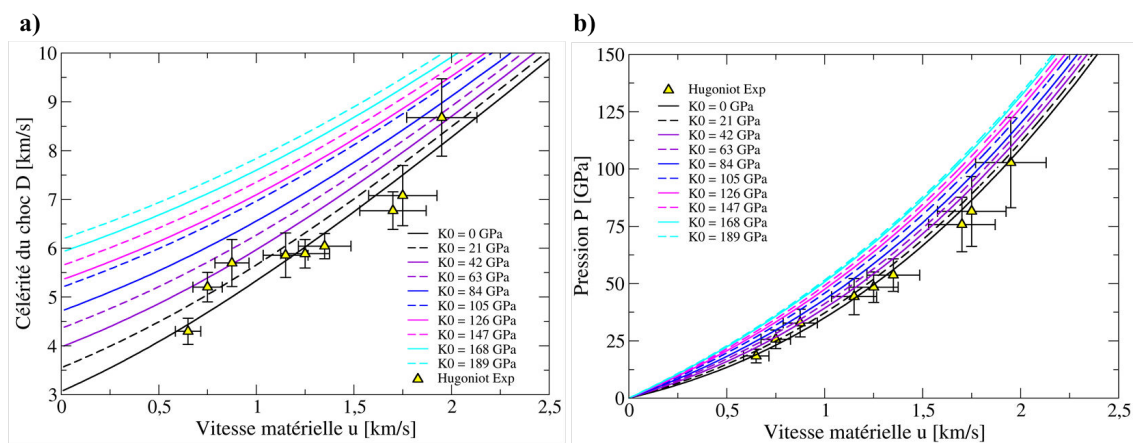 a)
10
9
8
7
6
5
4
3
Célérité du choc D [km/s]
K0 = 0 GPa
K0 = 21 GPa
K0 = 42 GPa
K0 = 63 GPa
K0 = 84 GPa
K0 = 105 GPa
K0 = 126 GPa
K0 = 147 GPa
K0 = 168 GPa
K0 = 189 GPa
Hugoniot Exp
0 0,5 1 1,5 2 2,5
Vitesse matérielle u [km/s]
b)
150
125
100
75
50
25
0
Pression P [GPa]
Hugoniot Exp
K0 = 0 GPa
K0 = 21 GPa
K0 = 42 GPa
K0 = 63 GPa
K0 = 84 GPa
K0 = 105 GPa
K0 = 126 GPa
K0 = 147 GPa
K0 = 168 GPa
K0 = 189 GPa
0 0,5 1 1,5 2 2,5
Vitesse matérielle u [km/s]